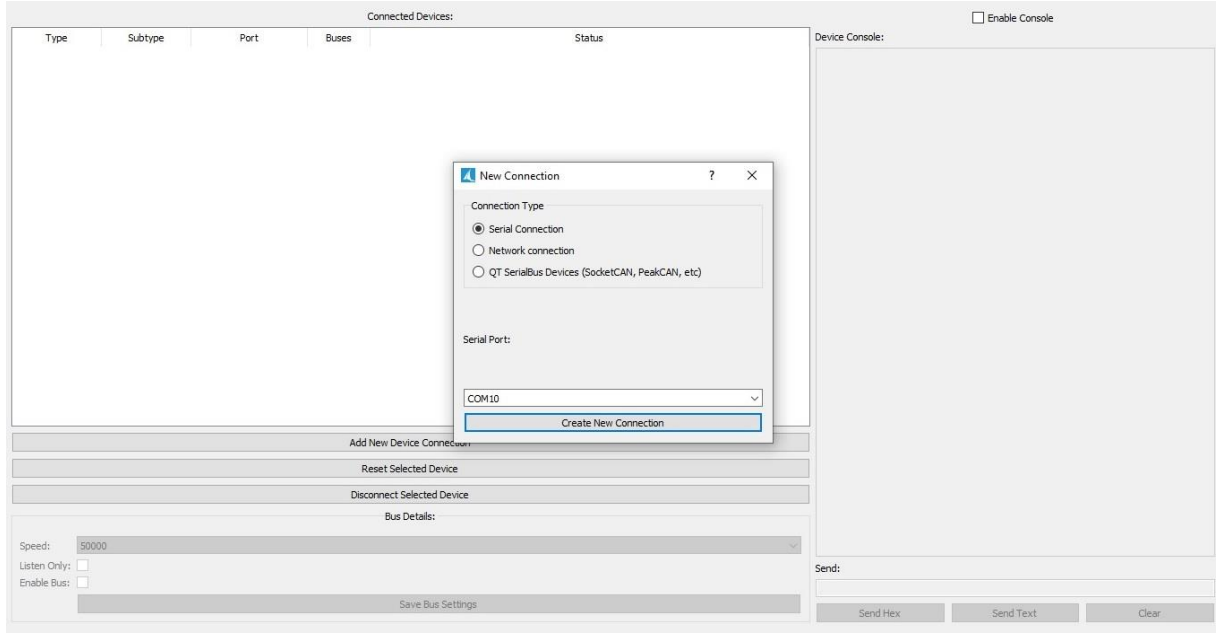 Connected Devices:
Enable Console
Type Subtype Port Buses Status
Device Console:
New Connection ? X
Connection Type
Serial Connection
Network connection
QT SerialBus Devices (SocketCAN, PeakCAN, etc)
Serial Port:
COM10
Create New Connection
Add New Device Connection
Reset Selected Device
Disconnect Selected Device
Bus Details:
Speed: 50000
Listen Only:
Enable Bus:
Save Bus Settings
Send:
Send Hex Send Text Clear